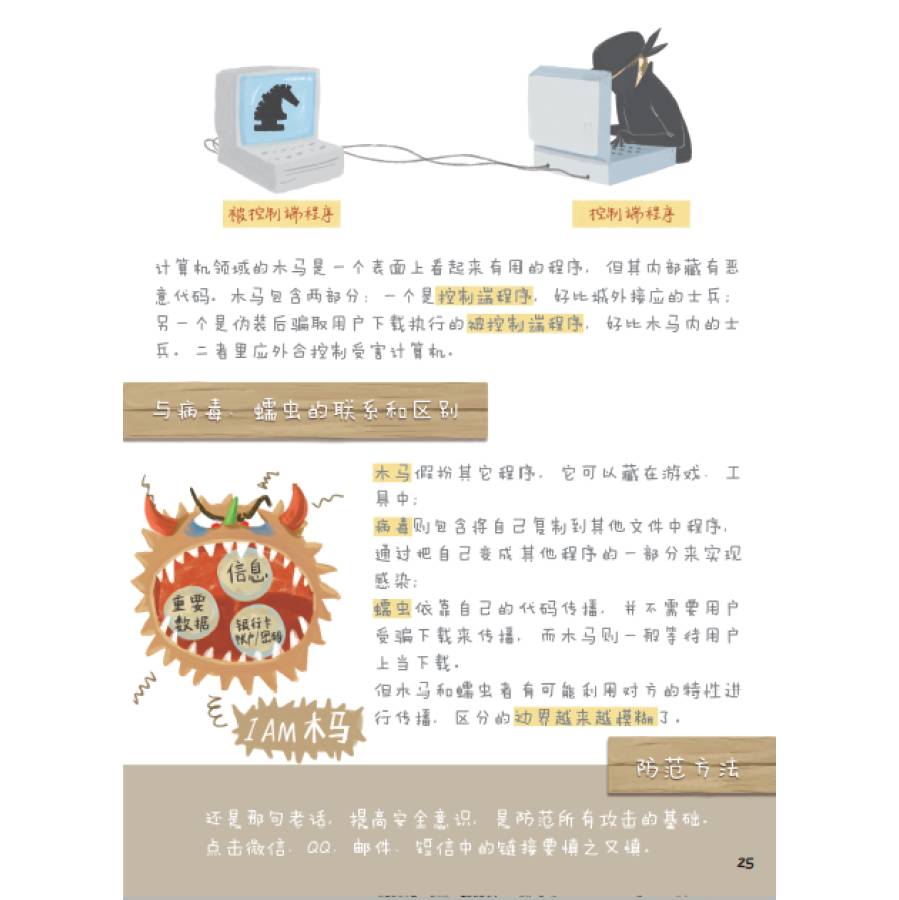 被控制端程序
控制端程序
计算机领域的木马是一个表面上看起来有用的程序，但其内部藏有恶
意代码。木马包含两部分：一个是控制端程序，好比城外接应的士兵；
另一个是伪装后骗取用户下载执行的被控制端程序，好比木马内的士
兵。二者里应外合控制受害计算机。
与病毒、蠕虫的联系和区别
木马假扮其它程序，它可以藏在游戏、工
具中；
病毒则包含将自己复制到其他文件中程序，
通过把自己变成其他程序的一部分来实现
感染；
蠕虫依靠自己的代码传播，并不需要用户
受骗下载来传播，而木马则一般等待用户
上当下载。
但木马和蠕虫者有可能利用对方的特性进
行传播，区分的边界越来越模糊了。
信息
重要
数据
银行卡
帐户/密码
I AM 木马
防范方法
还是那句老话，提高安全意识，是防范所有攻击的基础。
点击微信、QQ、邮件、短信中的链接要慎之又慎。
25